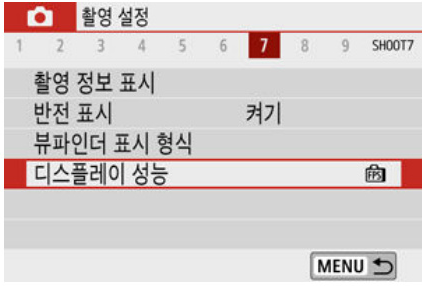 촬영 설정
1 2 3 4 5 6 7 8 9 SHOOT7
촬영 정보 표시
반전 표시 켜기
뷰파인더 표시 형식
디스플레이 성능 FPS
MENU